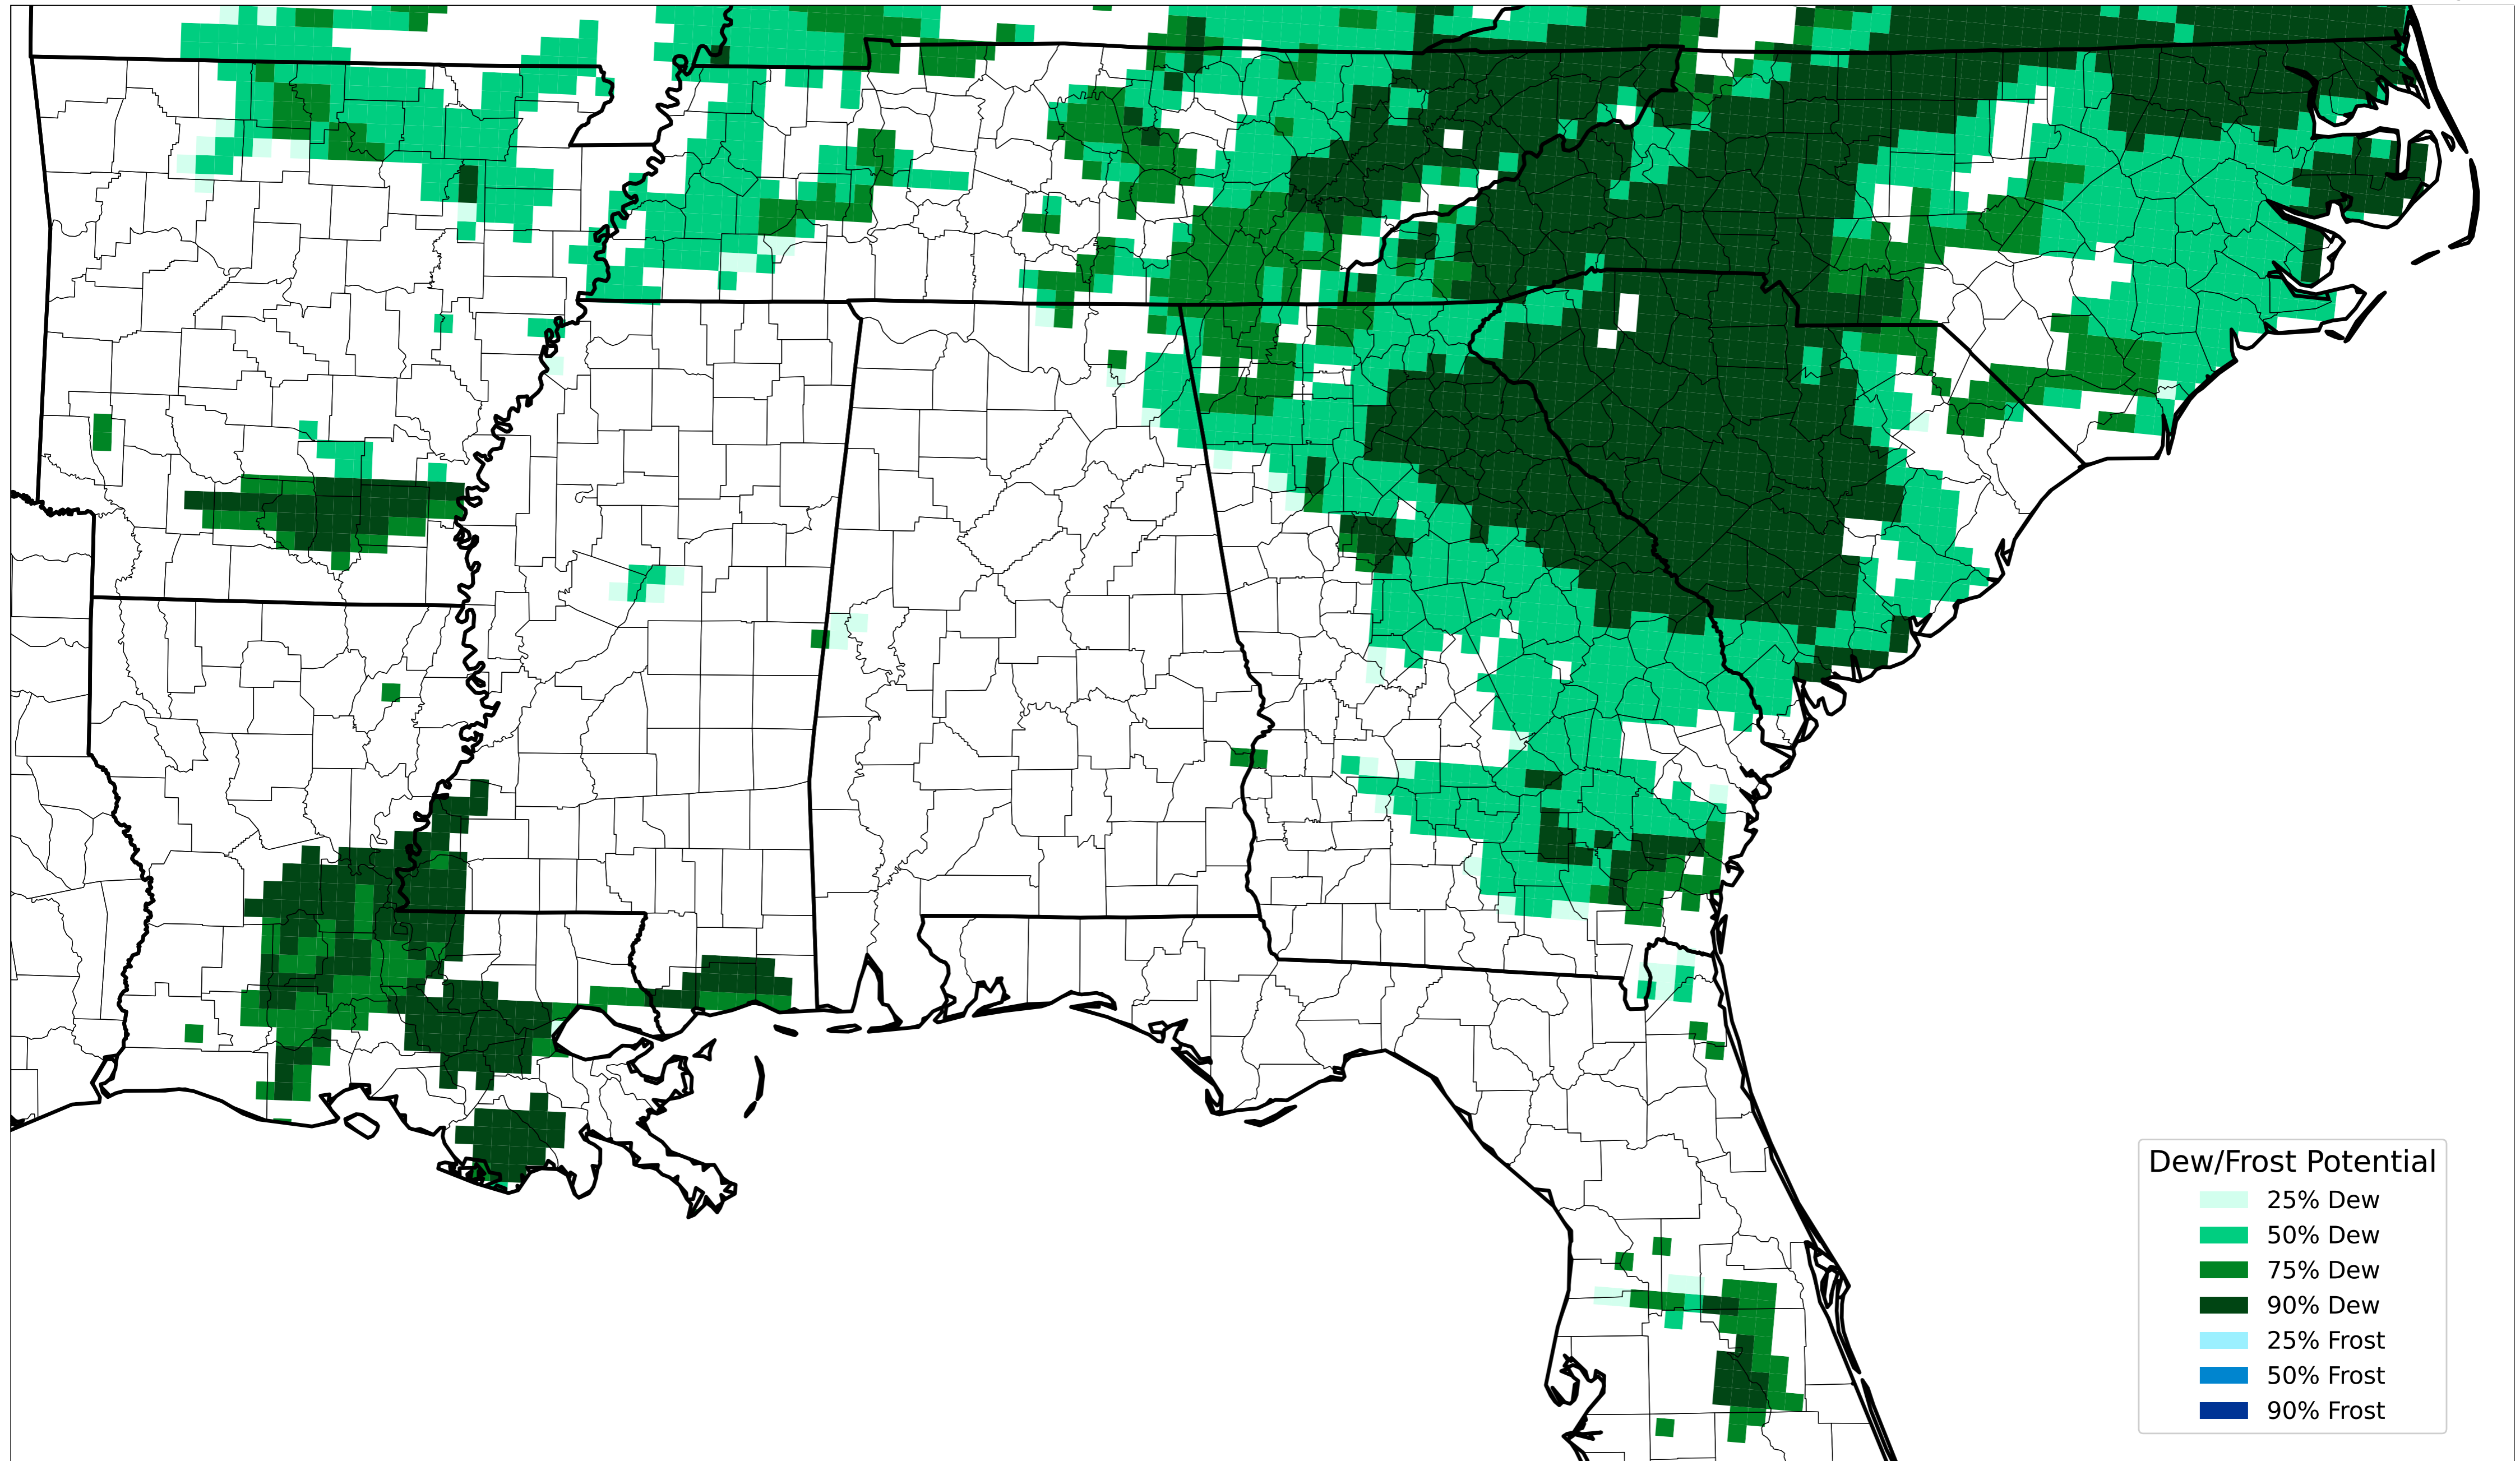 Dew/Frost Potential
25% Dew
50% Dew
75% Dew
90% Dew
25% Frost
50% Frost
90% Frost